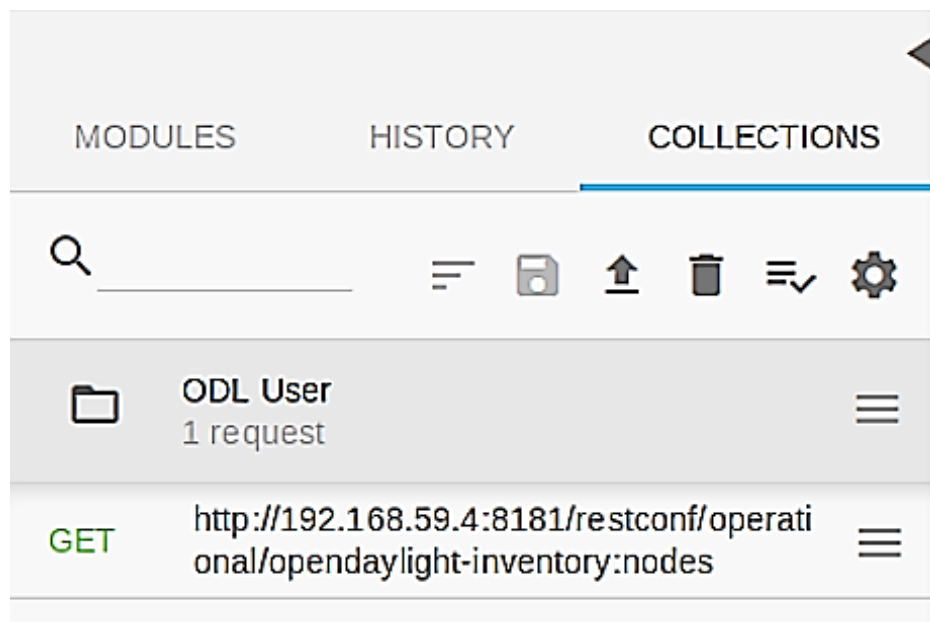 MODULES HISTORY COLLECTIONS
ODL User
1 request
GET http://192.168.59.4:8181/restconf/operati
onal/opendaylight-inventory:nodes